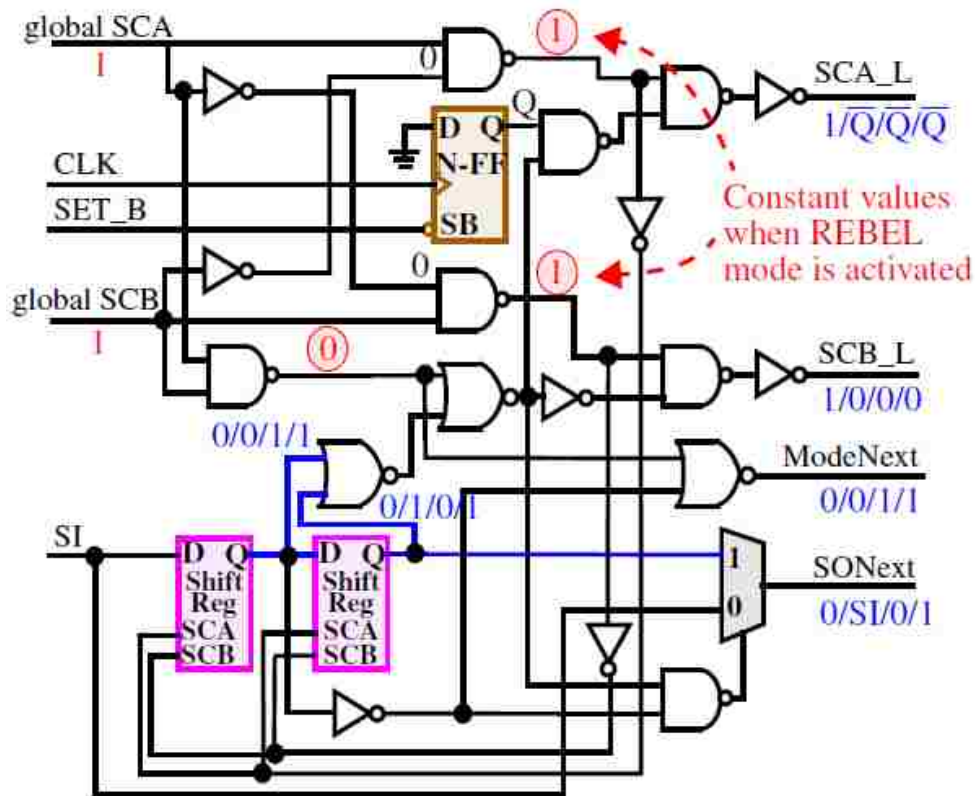 global SCA
1
0
1
SCA_L
1/Q̅/Q̅/Q̅
D Q
Q
N-FF
SB
CLK
SET_B
Constant values
when REBEL
mode is activated
0
1
global SCB
1
0
SCB_L
1/0/0/0
0/0/1/1
0/1/0/1
ModeNext
0/0/1/1
SI
D Q
Shift
Reg
SCA
SCB
D Q
Shift
Reg
SCA
SCB
1
0
SONext
0/SI/0/1